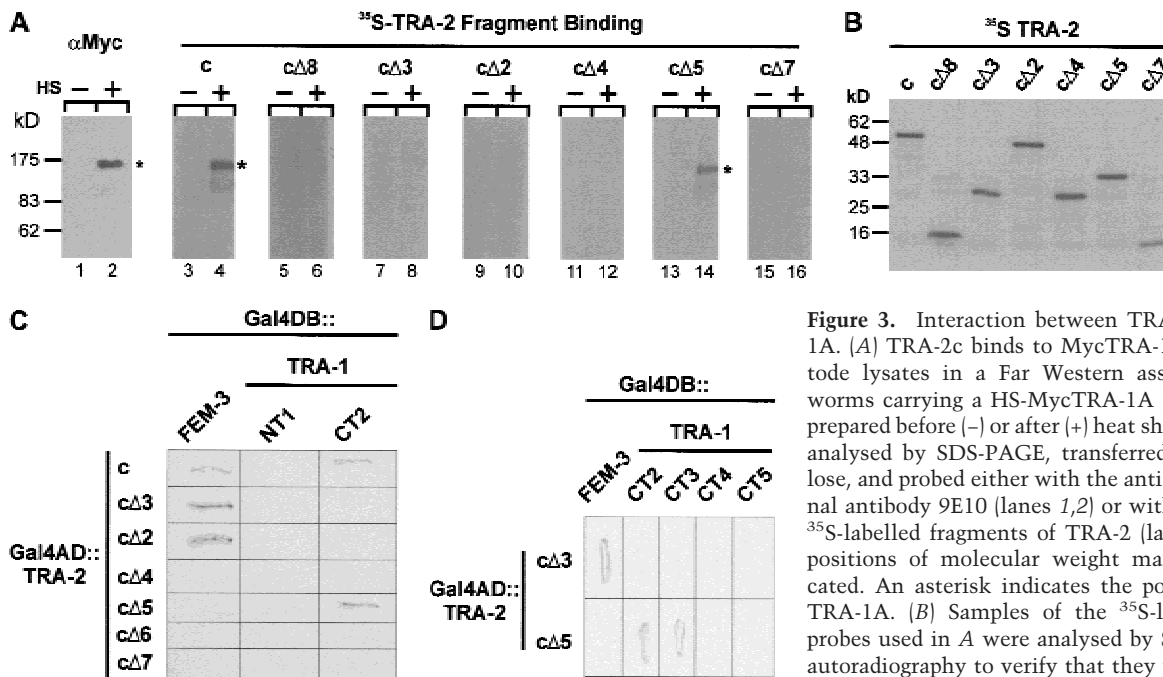 A
³⁵S-TRA-2 Fragment Binding
αMyc
c cΔ8 cΔ3 cΔ2 cΔ4 cΔ5 cΔ7
HS − + − + − + − + − + − + − + − +
kD
175
83
62
* * *
1 2 3 4 5 6 7 8 9 10 11 12 13 14 15 16
B
³⁵S TRA-2
c cΔ8 cΔ3 cΔ2 cΔ4 cΔ5 cΔ7
kD
62
48
33
25
16
C
Gal4DB::
TRA-1
FEM-3 NT1 CT2
Gal4AD::
TRA-2
c
cΔ3
cΔ2
cΔ4
cΔ5
cΔ6
cΔ7
D
Gal4DB::
TRA-1
FEM-3 CT2 CT3 CT4 CT5
Gal4AD::
TRA-2
cΔ3
cΔ5
Figure 3. Interaction between TRA
1A. (A) TRA-2c binds to MycTRA-1
tode lysates in a Far Western ass
worms carrying a HS-MycTRA-1A
prepared before (−) or after (+) heat sh
analysed by SDS-PAGE, transferred
lose, and probed either with the anti
nal antibody 9E10 (lanes 1,2) or with
³⁵S-labelled fragments of TRA-2 (la
positions of molecular weight ma
cated. An asterisk indicates the po
TRA-1A. (B) Samples of the ³⁵S-l
probes used in A were analysed by S
autoradiography to verify that they